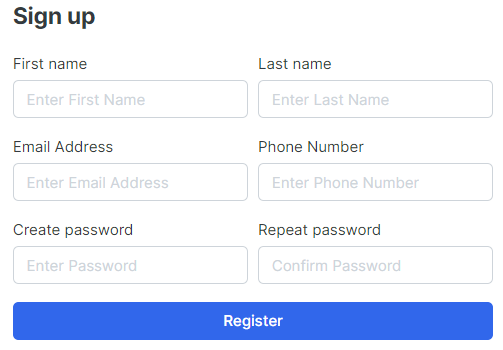 Sign up
First name Last name
Enter First Name Enter Last Name
Email Address Phone Number
Enter Email Address Enter Phone Number
Create password Repeat password
Enter Password Confirm Password
Register